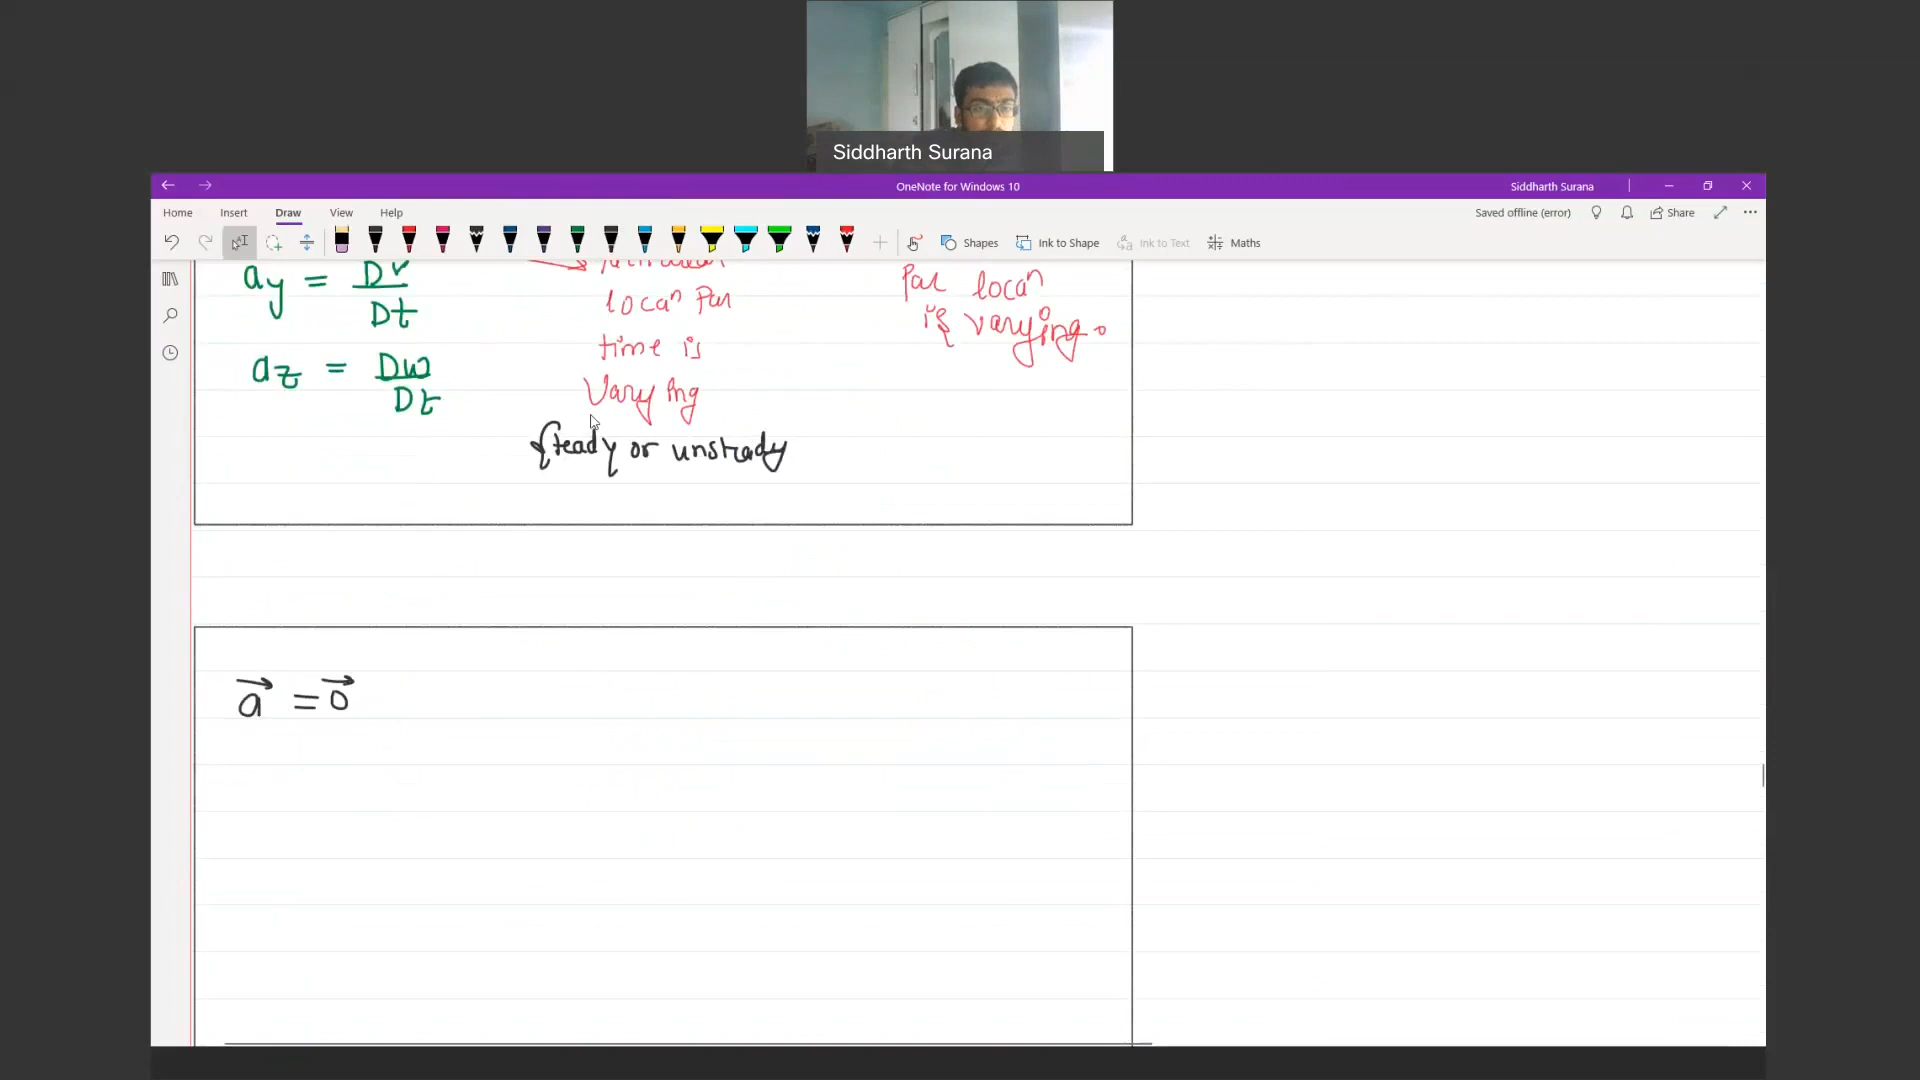 Siddharth Surana
OneNote for Windows 10
Siddharth Surana
Home Insert Draw View Help
Saved offline (error) Share
Shapes Ink to Shape Ink to Text Maths
ay = Dv/Dt
locan par
time is
Varying
par locan
is varying.
az = Dw/Dt
Steady or unsteady
a⃗ = 0⃗